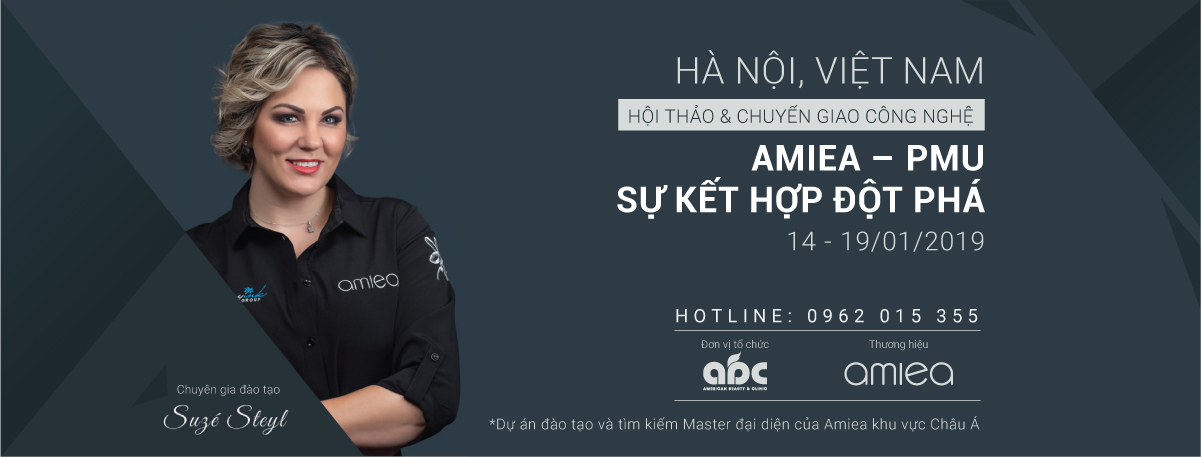 HÀ NỘI, VIỆT NAM
HỘI THẢO & CHUYẾN GIAO CÔNG NGHỆ
AMIEA – PMU
SỰ KẾT HỢP ĐỘT PHÁ
14 - 19/01/2019
HOTLINE: 0962 015 355
Đơn vị tổ chức
abc
AMERICAN BEAUTY & CLINIC
Thương hiệu
amiea
*Dự án đào tạo và tìm kiếm Master đại diện của Amiea khu vực Châu Á
amiea
GROUP
Chuyên gia đào tạo
Suzé Steyl